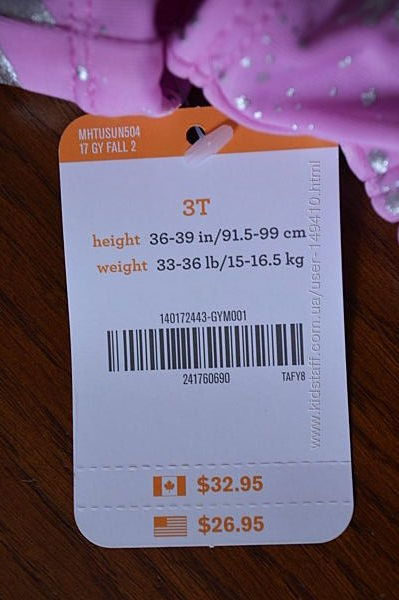 MHTUSUN504
17 GY FALL 2
3T
height 36-39 in/91.5-99 cm
weight 33-36 lb/15-16.5 kg
140172443-GYM001
241760690 TAFY8
$32.95
$26.95
www.kidstaff.com.ua/user-149410.html